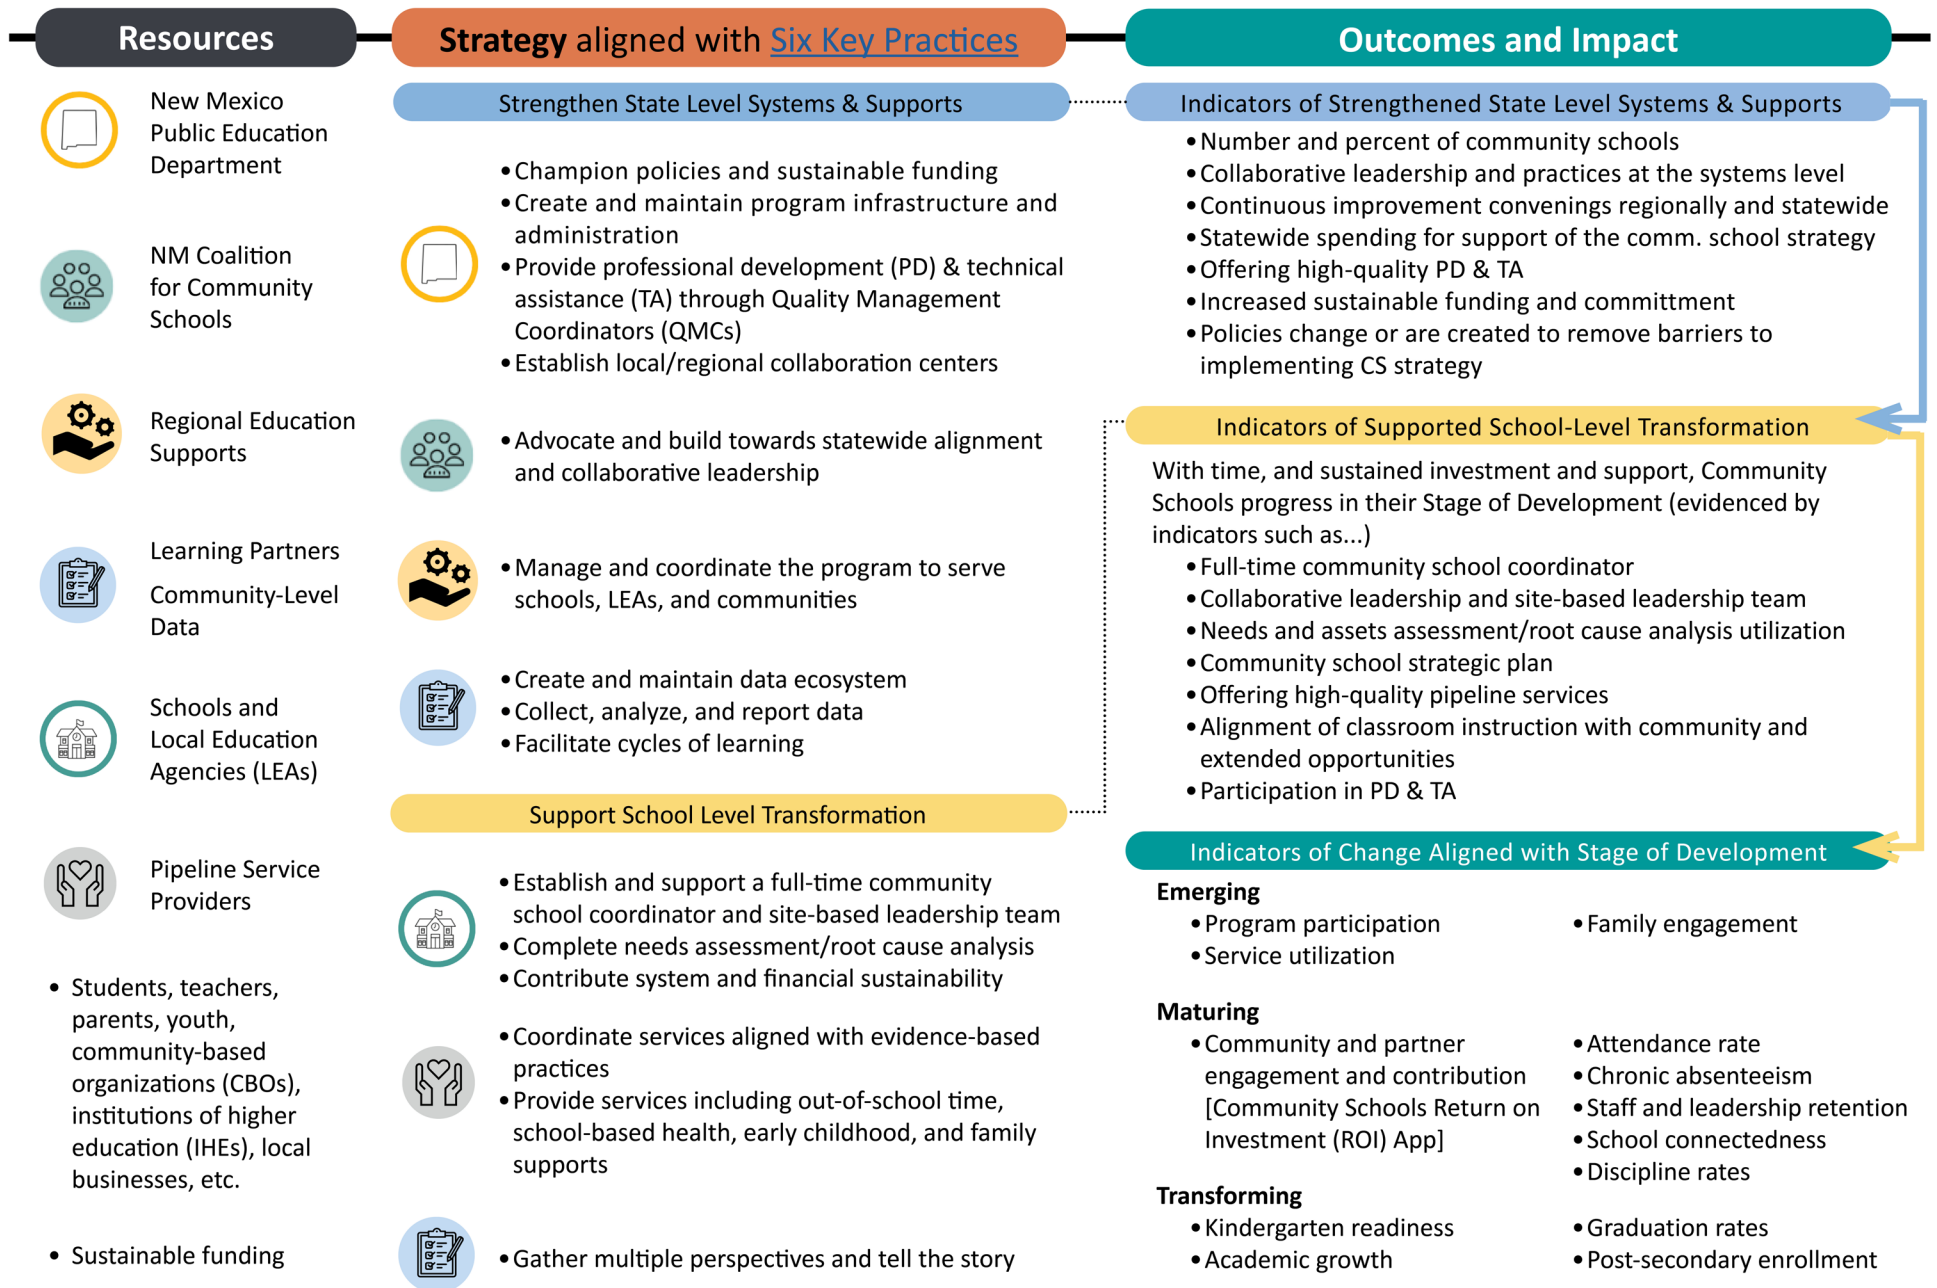 Resources
New Mexico
Public Education
Department
NM Coalition
for Community
Schools
Regional Education
Supports
Learning Partners
Community-Level
Data
Schools and
Local Education
Agencies (LEAs)
Pipeline Service
Providers
• Students, teachers,
parents, youth,
community-based
organizations (CBOs),
institutions of higher
education (IHEs), local
businesses, etc.
• Sustainable funding
Strategy aligned with Six Key Practices
Strengthen State Level Systems & Supports
• Champion policies and sustainable funding
• Create and maintain program infrastructure and
administration
• Provide professional development (PD) & technical
assistance (TA) through Quality Management
Coordinators (QMCs)
• Establish local/regional collaboration centers
• Advocate and build towards statewide alignment
and collaborative leadership
• Manage and coordinate the program to serve
schools, LEAs, and communities
• Create and maintain data ecosystem
• Collect, analyze, and report data
• Facilitate cycles of learning
Support School Level Transformation
• Establish and support a full-time community
school coordinator and site-based leadership team
• Complete needs assessment/root cause analysis
• Contribute system and financial sustainability
• Coordinate services aligned with evidence-based
practices
• Provide services including out-of-school time,
school-based health, early childhood, and family
supports
• Gather multiple perspectives and tell the story
Outcomes and Impact
Indicators of Strengthened State Level Systems & Supports
• Number and percent of community schools
• Collaborative leadership and practices at the systems level
• Continuous improvement convenings regionally and statewide
• Statewide spending for support of the comm. school strategy
• Offering high-quality PD & TA
• Increased sustainable funding and committment
• Policies change or are created to remove barriers to
implementing CS strategy
Indicators of Supported School-Level Transformation
With time, and sustained investment and support, Community
Schools progress in their Stage of Development (evidenced by
indicators such as...)
• Full-time community school coordinator
• Collaborative leadership and site-based leadership team
• Needs and assets assessment/root cause analysis utilization
• Community school strategic plan
• Offering high-quality pipeline services
• Alignment of classroom instruction with community and
extended opportunities
• Participation in PD & TA
Indicators of Change Aligned with Stage of Development
Emerging
• Program participation
• Service utilization
• Family engagement
Maturing
• Community and partner
engagement and contribution
[Community Schools Return on
Investment (ROI) App]
• Attendance rate
• Chronic absenteeism
• Staff and leadership retention
• School connectedness
• Discipline rates
Transforming
• Kindergarten readiness
• Academic growth
• Graduation rates
• Post-secondary enrollment